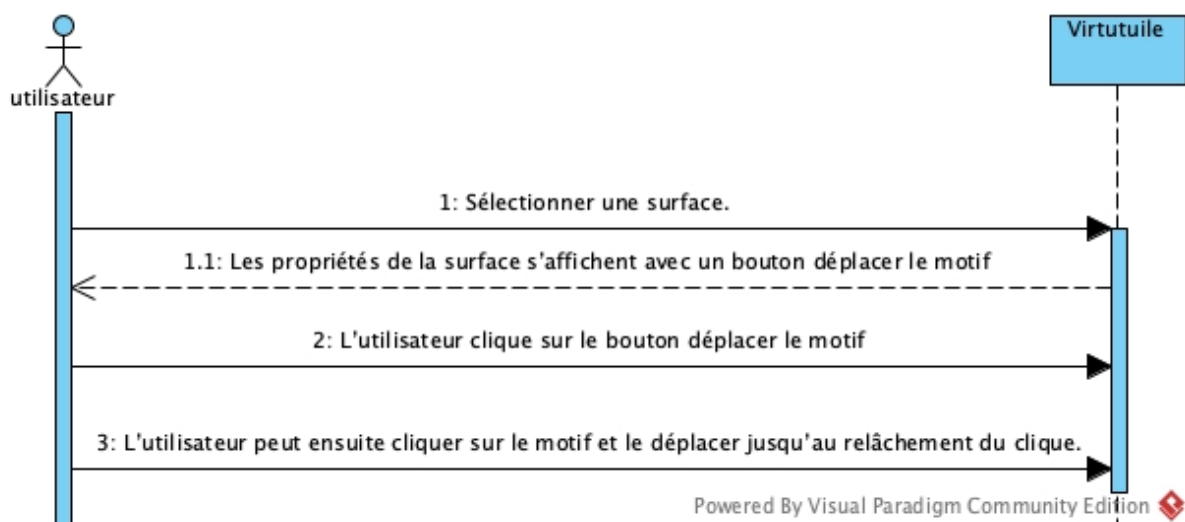 Virtutuile
utilisateur
1: Sélectionner une surface.
1.1: Les propriétés de la surface s'affichent avec un bouton déplacer le motif
2: L'utilisateur clique sur le bouton déplacer le motif
3: L'utilisateur peut ensuite cliquer sur le motif et le déplacer jusqu'au relâchement du clique.
Powered By Visual Paradigm Community Edition